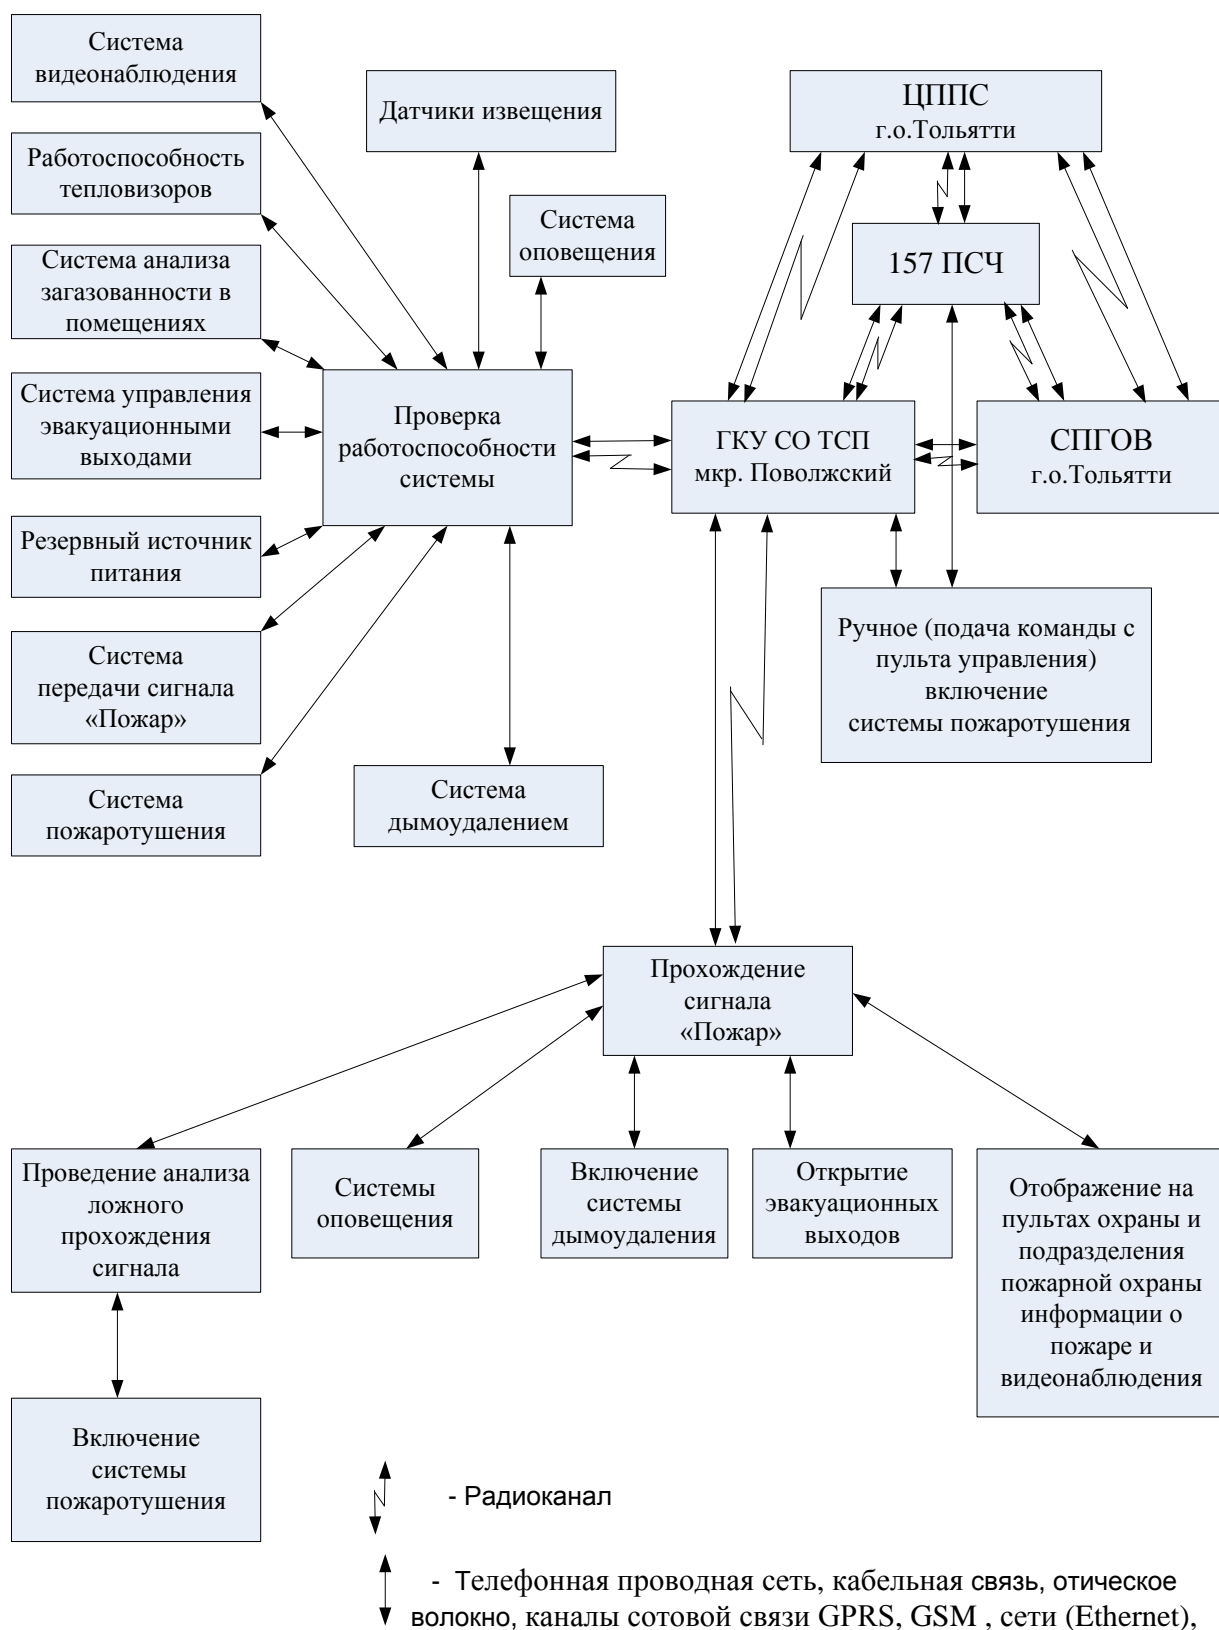 Система
видеонаблюдения
Датчики извещения
ЦППС
г.о.Тольятти
Работоспособность
тепловизоров
Система
оповещения
157 ПСЧ
Система анализа
загазованности в
помещениях
Система управления
эвакуационными
выходами
Проверка
работоспособности
системы
ГКУ СО ТСП
мкр. Поволжский
СПГОВ
г.о.Тольятти
Резервный источник
питания
Ручное (подача команды с
пульта управления)
включение
системы пожаротушения
Система
передачи сигнала
«Пожар»
Система
пожаротушения
Система
дымоудалением
Прохождение
сигнала
«Пожар»
Проведение анализа
ложного
прохождения
сигнала
Системы
оповещения
Включение
системы
дымоудаления
Открытие
эвакуационных
выходов
Отображение на
пультах охраны и
подразделения
пожарной охраны
информации о
пожаре и
видеонаблюдения
Включение
системы
пожаротушения
- Радиоканал
- Телефонная проводная сеть, кабельная связь, отическое
волокно, каналы сотовой связи GPRS, GSM , сети (Ethernet),